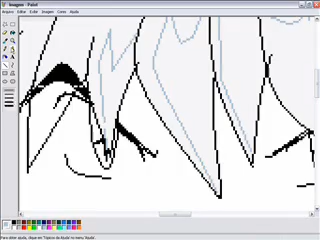 Imagem - Paint
Arquivo Editar Exibir Imagem Cores Ajuda
Para obter ajuda, clique em 'Tópicos da Ajuda' no menu 'Ajuda'.